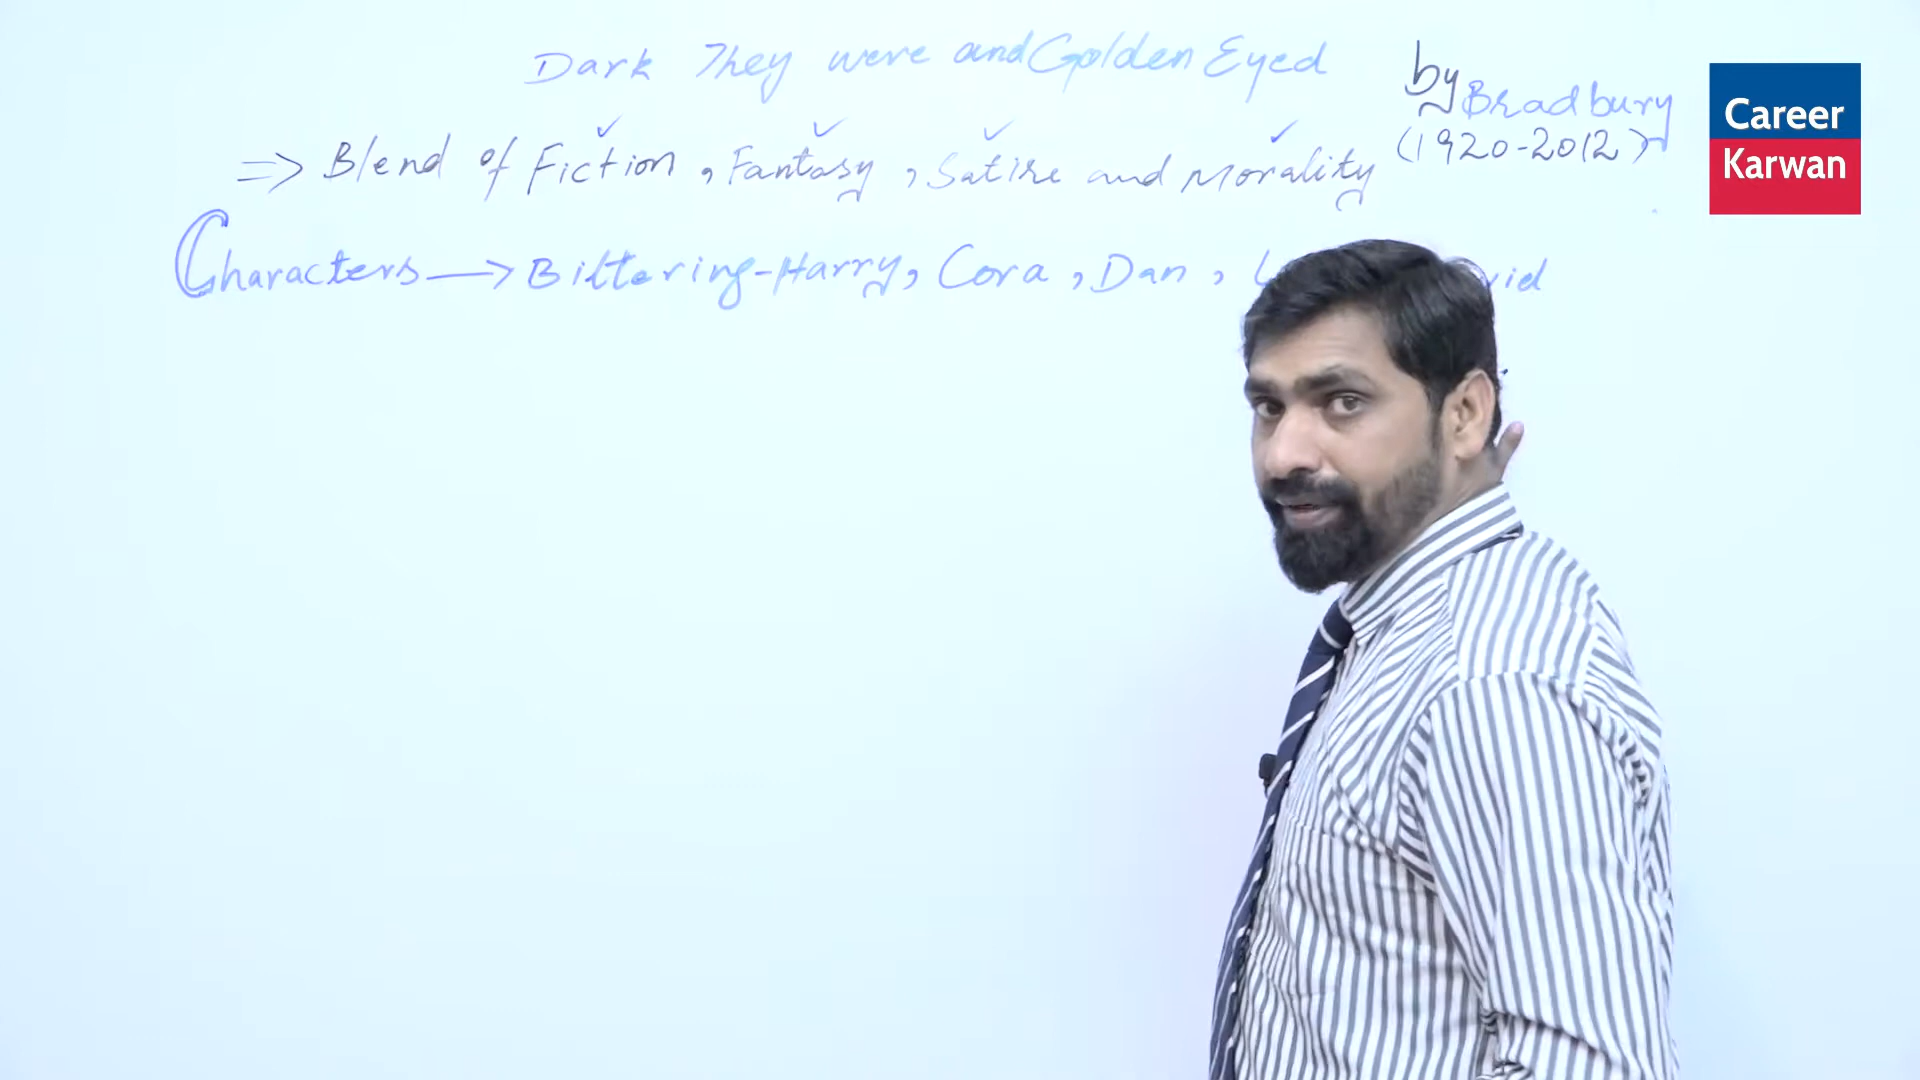 Dark They were and Golden Eyed
by Bradbury
(1920-2012)
⇒ Blend of Fiction, Fantasy, Satire and Morality
Characters → Bittering-Harry, Cora, Dan,
Career
Karwan